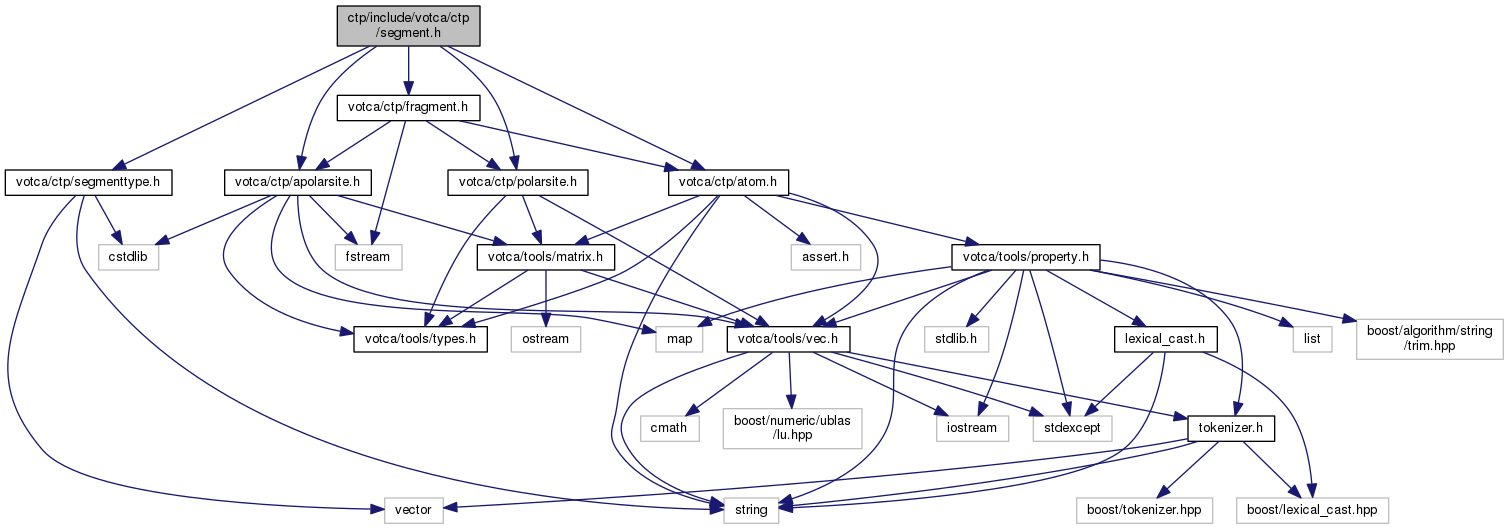 ctp/include/votca/ctp
/segment.h
votca/ctp/fragment.h
votca/ctp/segmenttype.h
votca/ctp/apolarsite.h
votca/ctp/polarsite.h
votca/ctp/atom.h
cstdlib
fstream
votca/tools/matrix.h
assert.h
votca/tools/property.h
votca/tools/types.h
ostream
map
votca/tools/vec.h
stdlib.h
lexical_cast.h
list
boost/algorithm/string
/trim.hpp
cmath
boost/numeric/ublas
/lu.hpp
iostream
stdexcept
tokenizer.h
vector
string
boost/tokenizer.hpp
boost/lexical_cast.hpp